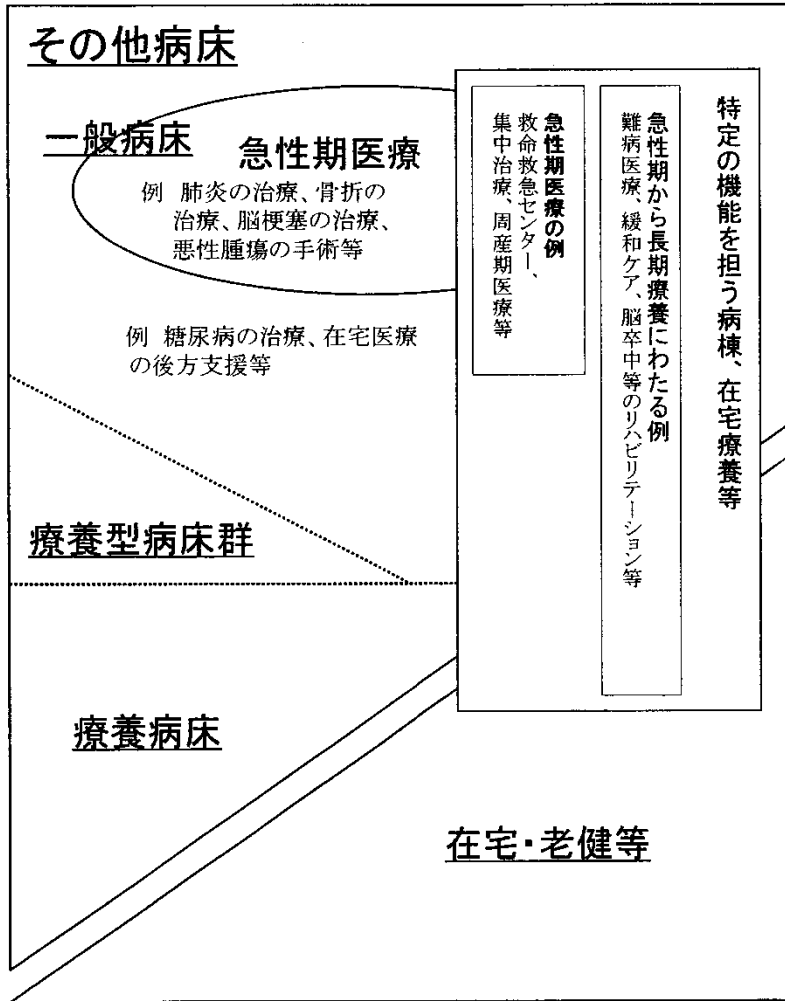 その他病床
一般病床
急性期医療
例 肺炎の治療、骨折の
治療、脳梗塞の治療、
悪性腫瘍の手術等
例 糖尿病の治療、在宅医療
の後方支援等
療養型病床群
療養病床
在宅・老健等
特定の機能を担う病棟、在宅療養等
急性期から長期療養にわたる例
難病医療、緩和ケア、脳卒中等のリハビリテーション等
急性期医療の例
救命救急センター、
集中治療、周産期医療等